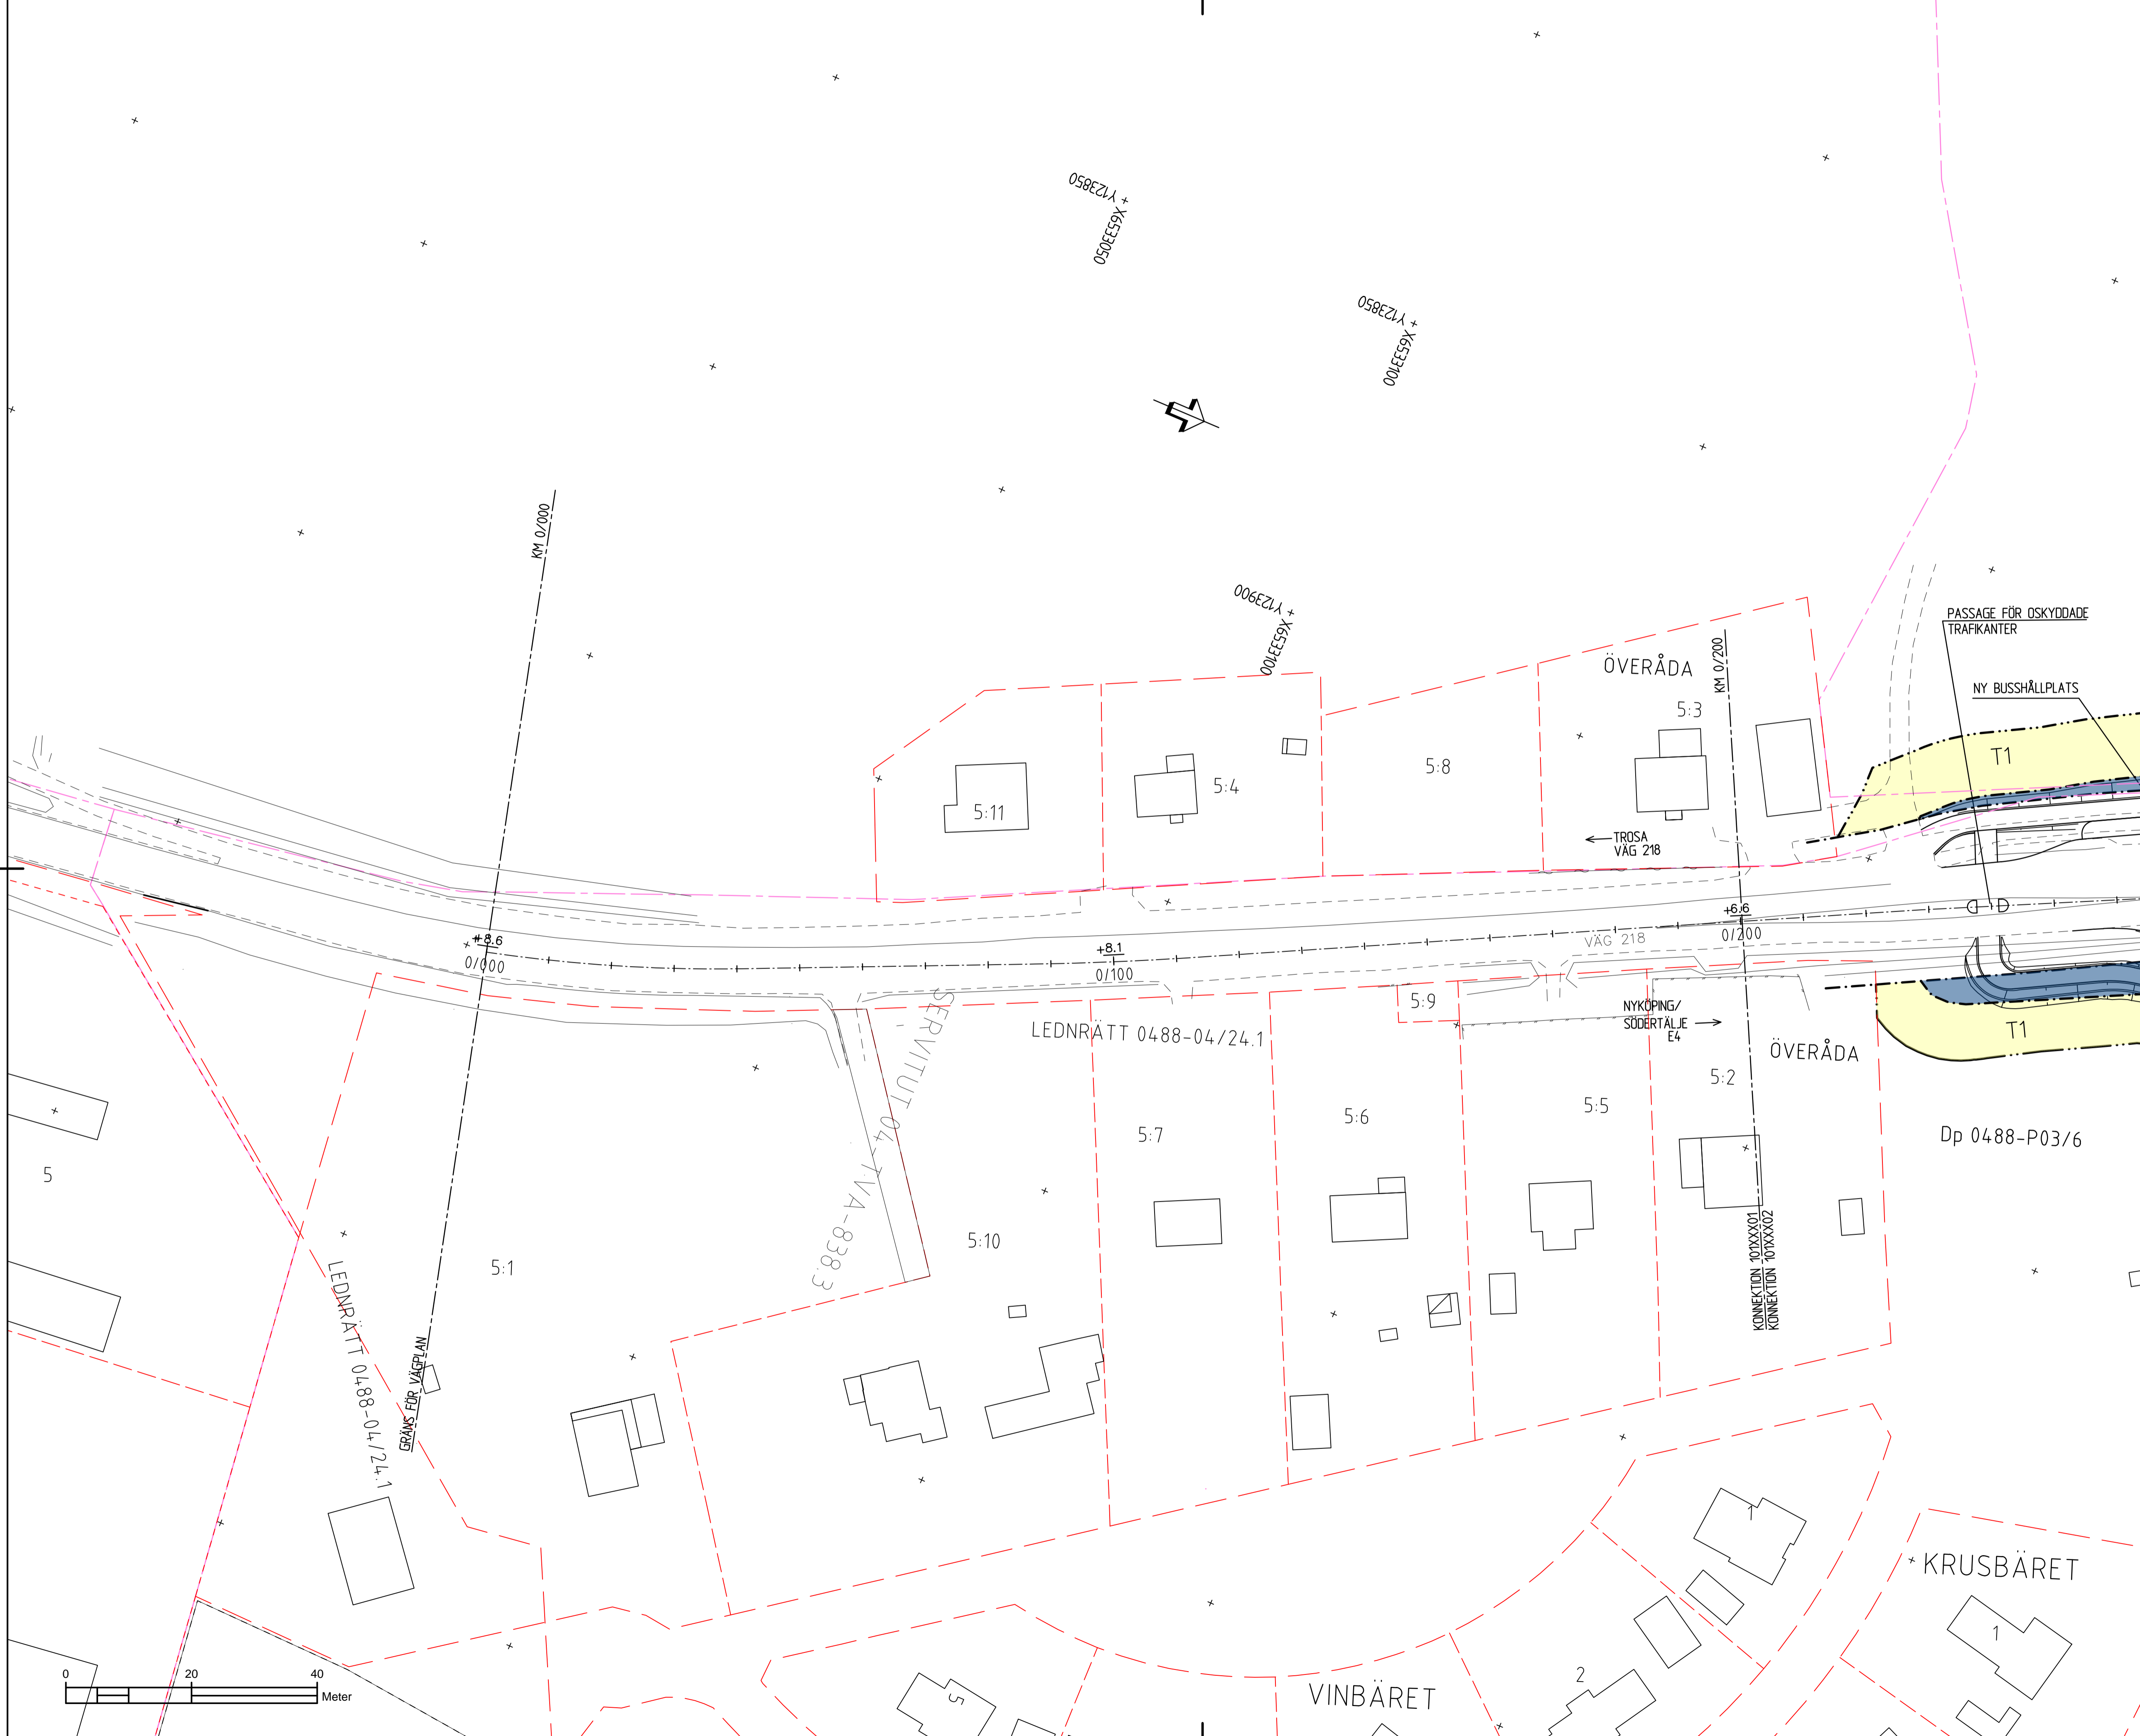 Y123850
X6533050
Y123850
X6533100
KM 0/000
Y123900
X6533100
PASSAGE FÖR OSKYDDADE
TRAFIKANTER
ÖVERÅDA
KM 0/200
NY BUSSHÅLLPLATS
5:3
T1
5:11
5:4
5:8
TROSA
VÄG 218
+8.6
0/000
+8.1
0/100
+6.6
0/200
VÄG 218
5:9
NYKÖPING/
SÖDERTÄLJE
E4
T1
LEDNRÄTT 0488-04/24.1
SERVITUT 04-TVA-838.3
ÖVERÅDA
5:2
5:5
5:6
5:7
Dp 0488-P03/6
5
5:1
5:10
KONNEKTION 101XXX01
KONNEKTION 101XXX02
LEDNRÄTT 0488-04/24.1
GRÄNS FÖR VÄGPLAN
1
KRUSBÄRET
1
2
VINBÄRET
5
0 20 40
Meter